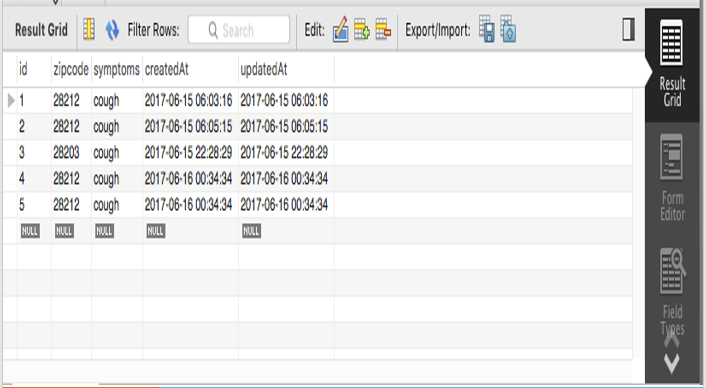 Result Grid Filter Rows: Search Edit: Export/Import:
id zipcode symptoms createdAt updatedAt
1 28212 cough 2017-06-15 06:03:16 2017-06-15 06:03:16
2 28212 cough 2017-06-15 06:05:15 2017-06-15 06:05:15
3 28203 cough 2017-06-15 22:28:29 2017-06-15 22:28:29
4 28212 cough 2017-06-16 00:34:34 2017-06-16 00:34:34
5 28212 cough 2017-06-16 00:34:34 2017-06-16 00:34:34
NULL NULL NULL NULL NULL
Result
Grid
Form
Editor
Field
Types